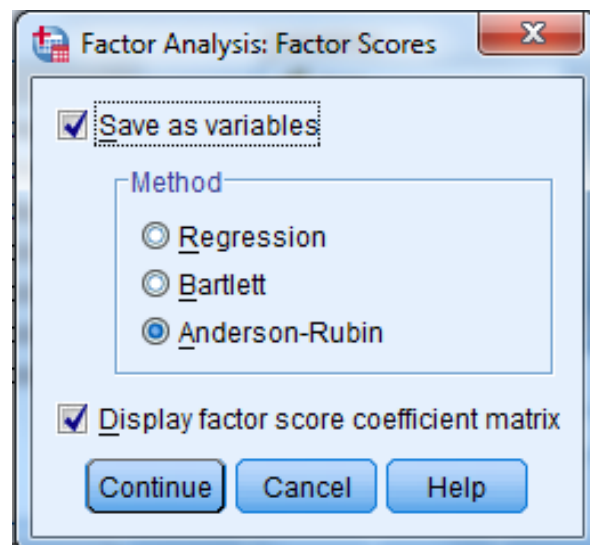 Factor Analysis: Factor Scores
Save as variables
Method
Regression
Bartlett
Anderson-Rubin
Display factor score coefficient matrix
Continue Cancel Help